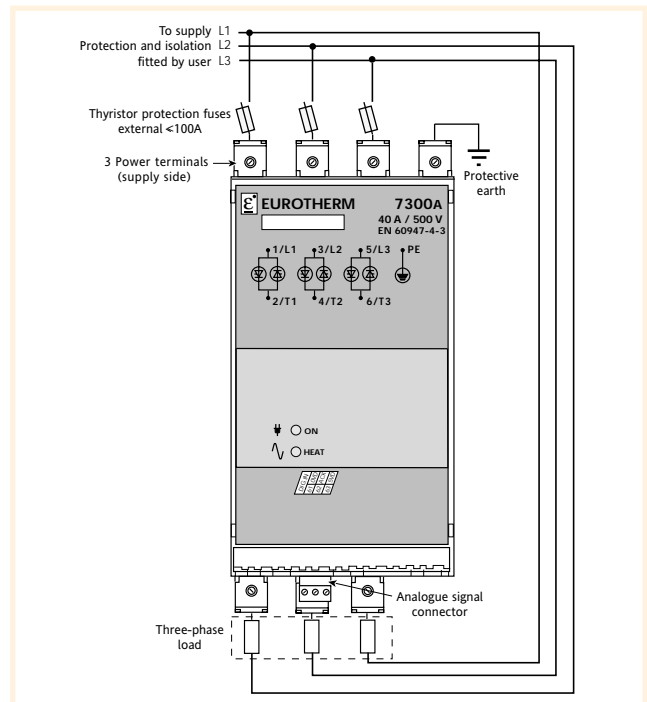 To supply L1
Protection and isolation L2
fitted by user L3
Thyristor protection fuses
external <100A
3 Power terminals
(supply side)
Protective
earth
EUROTHERM 7300A
40 A / 500 V
EN 60947-4-3
1/L1 3/L2 5/L3 PE
2/T1 4/T2 6/T3
ON
HEAT
Analogue signal
connector
Three-phase
load